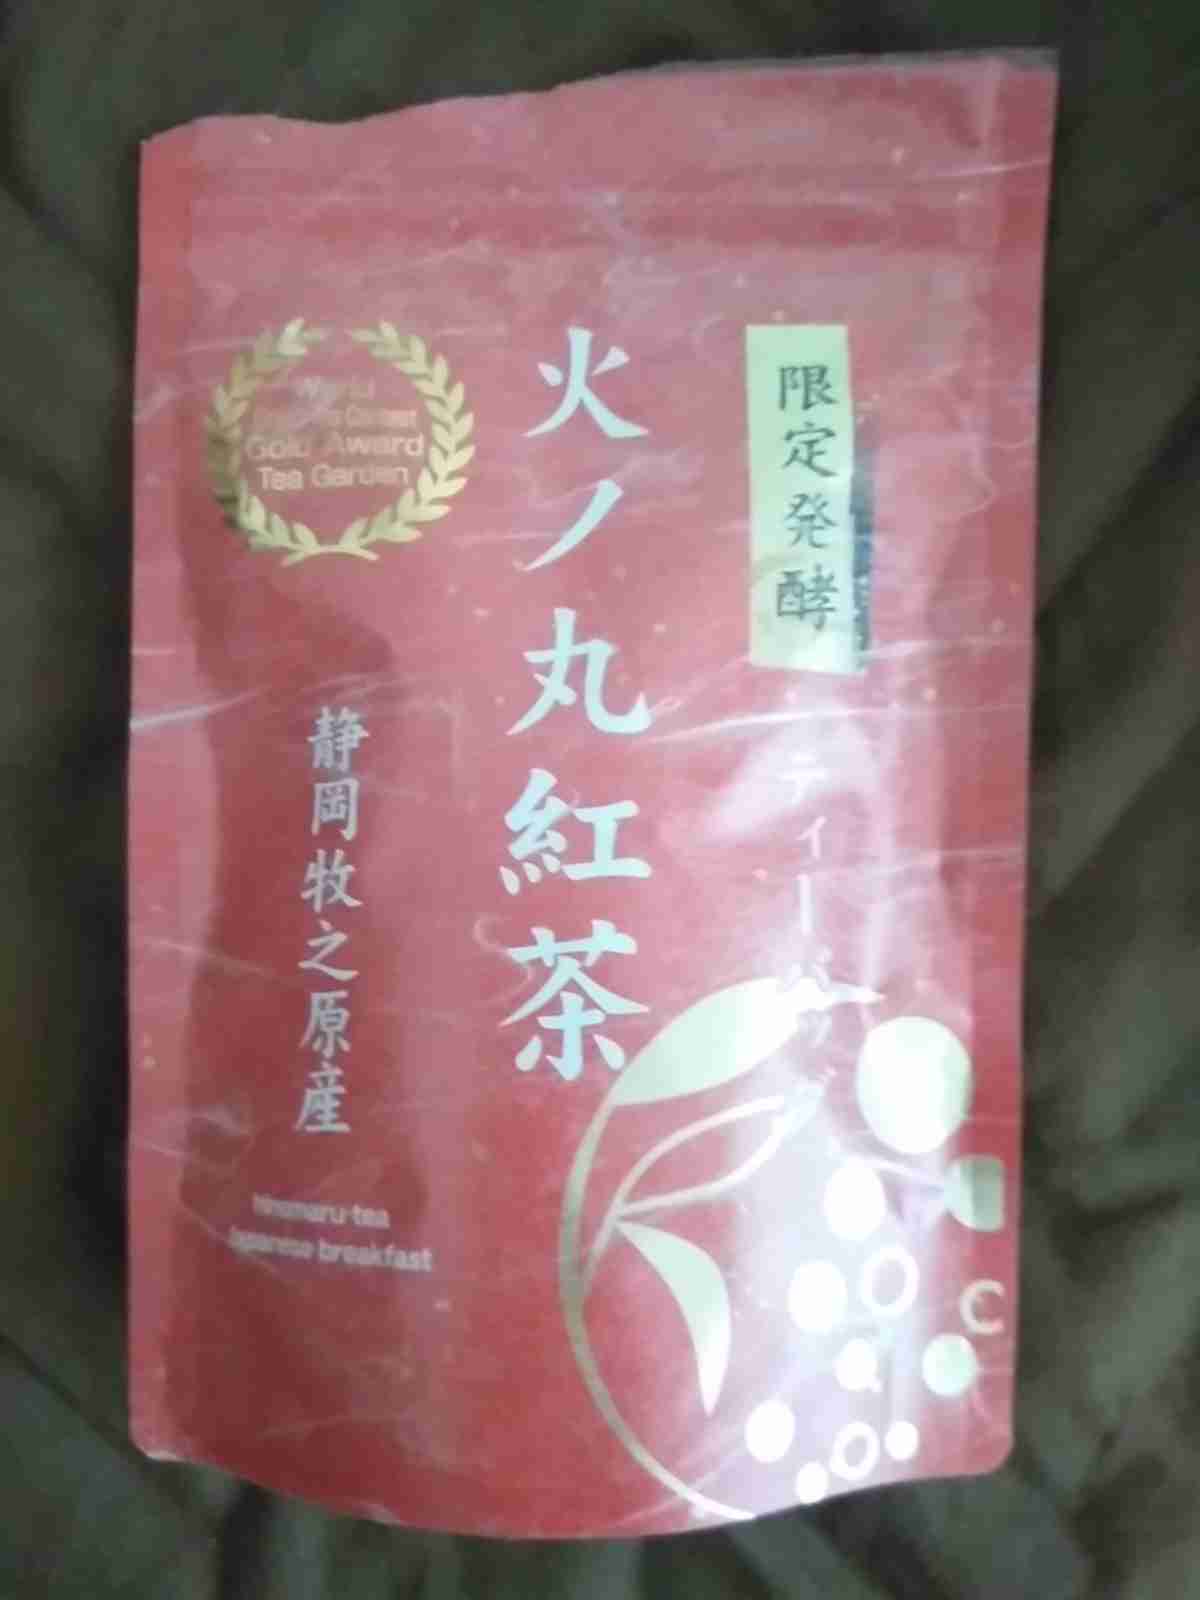 限定発酵
ティーバッグ
火ノ丸紅茶
World
Contest
Gold Award
Tea Garden
静岡牧之原産
hinomaru tea
Japanese breakfast